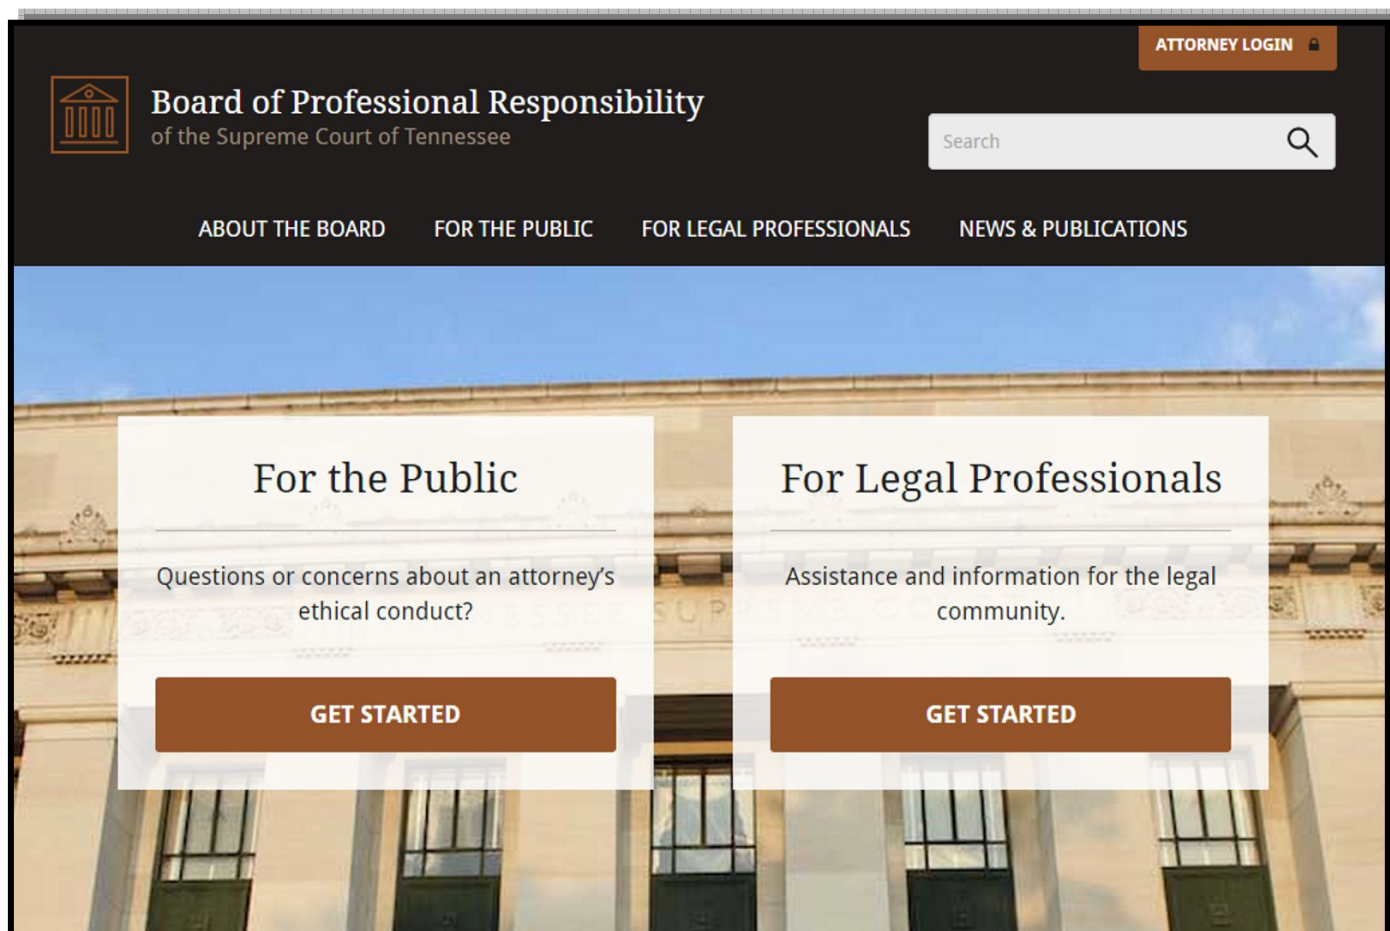 ATTORNEY LOGIN
Board of Professional Responsibility
of the Supreme Court of Tennessee
Search
ABOUT THE BOARD FOR THE PUBLIC FOR LEGAL PROFESSIONALS NEWS & PUBLICATIONS
For the Public
Questions or concerns about an attorney’s
ethical conduct?
GET STARTED
For Legal Professionals
Assistance and information for the legal
community.
GET STARTED